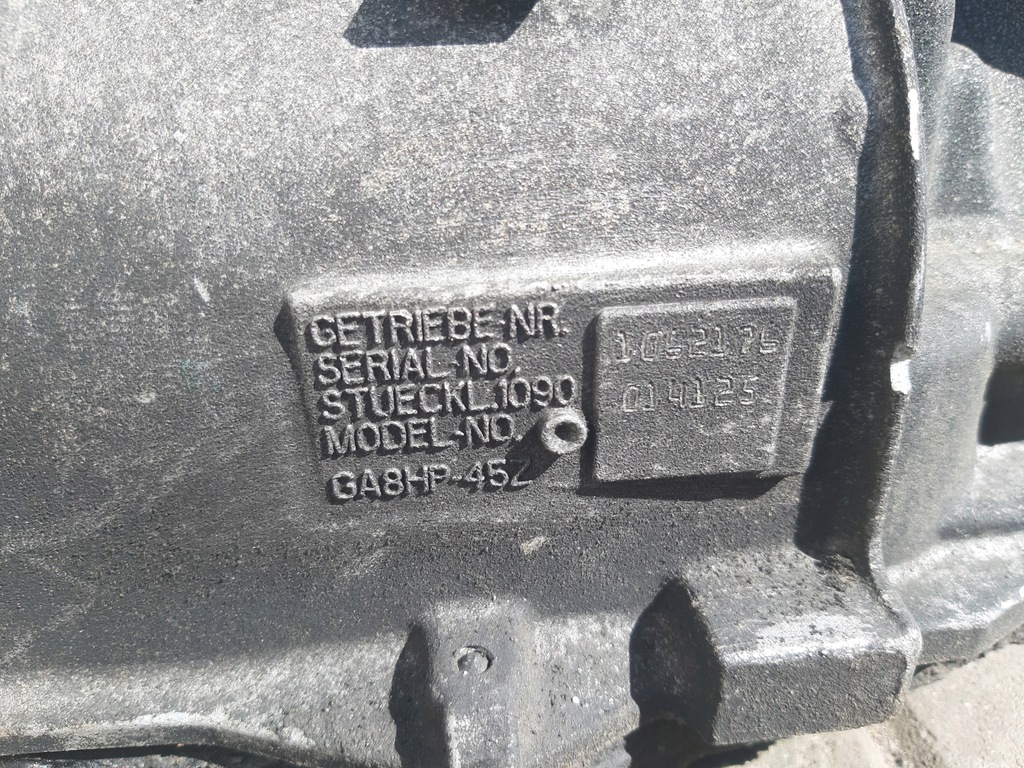 GETRIEBE-NR.
SERIAL-NO.
STUECKL.1090
MODEL-NO.
GA8HP-45Z
1062176
014125